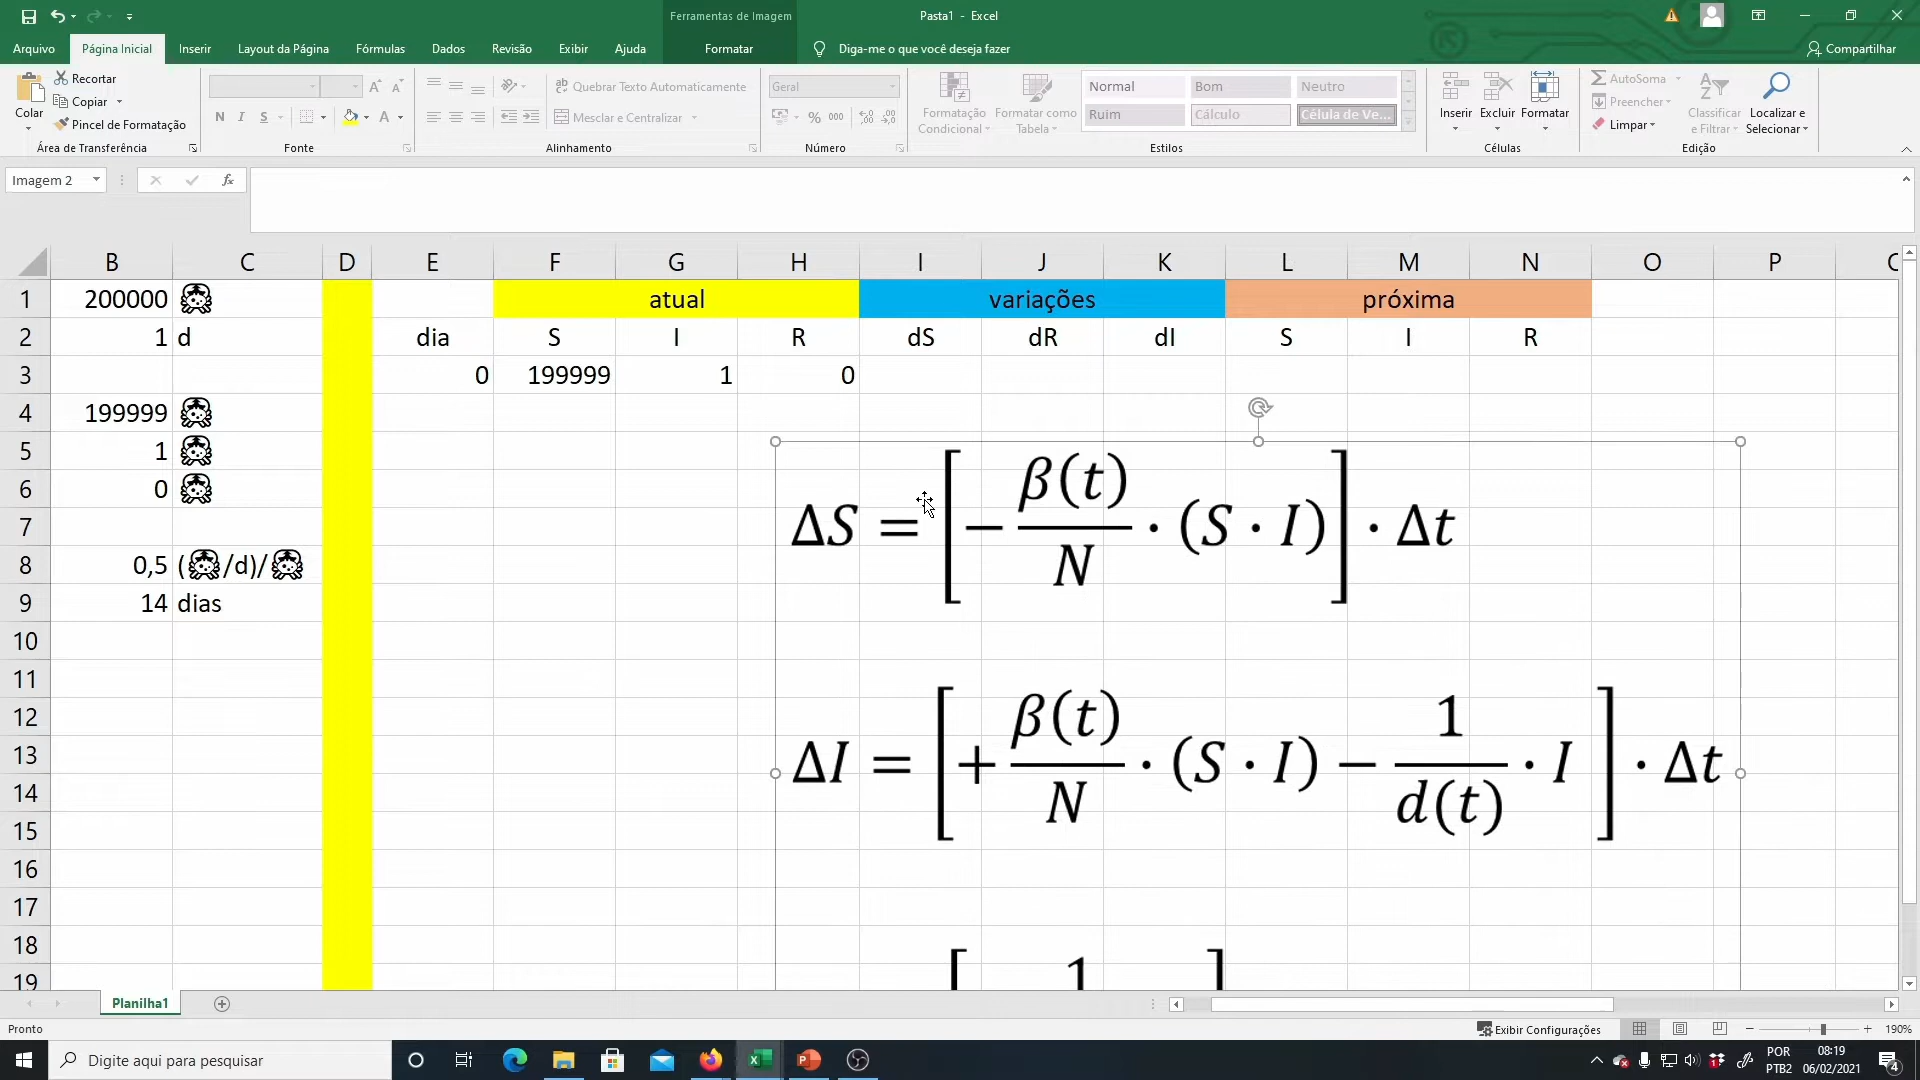 Ferramentas de Imagem
Pasta1 - Excel
Arquivo
Página Inicial
Inserir
Layout da Página
Fórmulas
Dados
Revisão
Exibir
Ajuda
Formatar
Diga-me o que você deseja fazer
Compartilhar
Colar
Recortar
Copiar
Pincel de Formatação
Área de Transferência
N I S
Fonte
Quebrar Texto Automaticamente
Mesclar e Centralizar
Alinhamento
Geral
% 000
Número
Formatação Condicional
Formatar como Tabela
Normal
Bom
Neutro
Ruim
Cálculo
Célula de Ve...
Estilos
Inserir
Excluir
Formatar
Células
AutoSoma
Preencher
Limpar
Classificar e Filtrar
Localizar e Selecionar
Edição
Imagem 2
fx
B C D E F G H I J K L M N O P
1 200000 atual variações próxima
2 1 d dia S I R dS dR dI S I R
3 0 199999 1 0
4 199999
5 1
6 0
7
8 0,5 ( /d)/
9 14 dias
10
11
12
13
14
15
16
17
18
19
ΔS = [− β(t)/N · (S · I)] · Δt
ΔI = [+ β(t)/N · (S · I) − 1/d(t) · I ] · Δt
[ 1 ]
Planilha1
Pronto
Exibir Configurações
190%
Digite aqui para pesquisar
POR
PTB2
08:19
06/02/2021
4